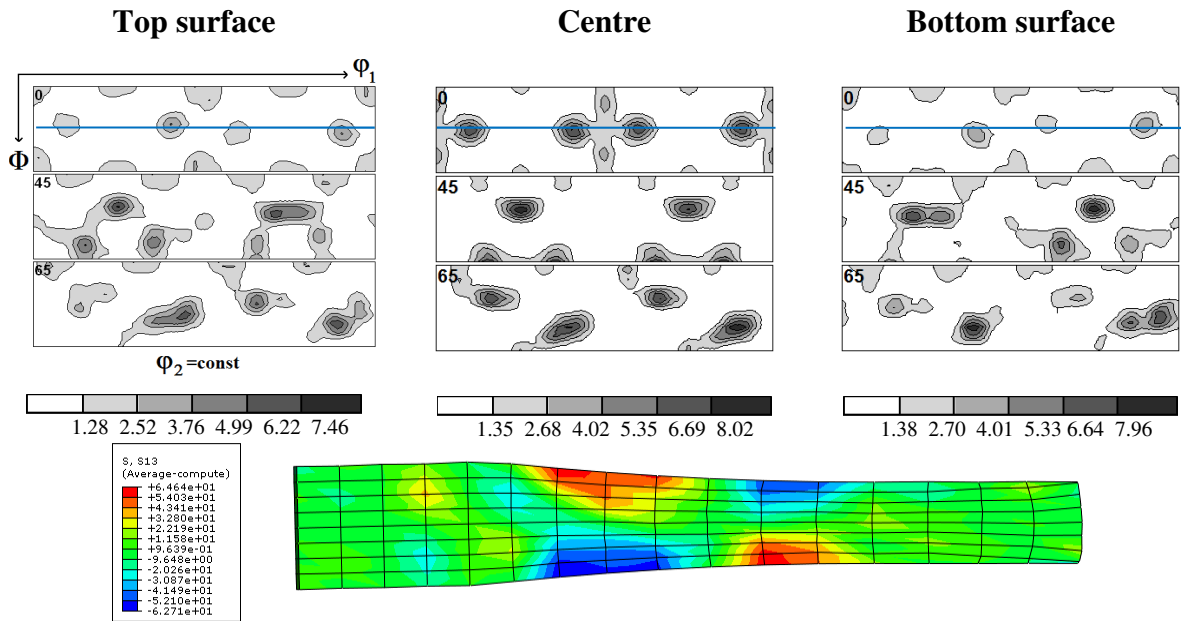 Top surface
Centre
Bottom surface
φ1
Φ
0
45
65
0
45
65
0
45
65
φ2 =const
1.28 2.52 3.76 4.99 6.22 7.46
1.35 2.68 4.02 5.35 6.69 8.02
1.38 2.70 4.01 5.33 6.64 7.96
S, S13
(Average-compute)
+6.464e+01
+5.403e+01
+4.341e+01
+3.280e+01
+2.219e+01
+1.158e+01
+9.639e-01
-9.648e+00
-2.026e+01
-3.087e+01
-4.149e+01
-5.210e+01
-6.271e+01